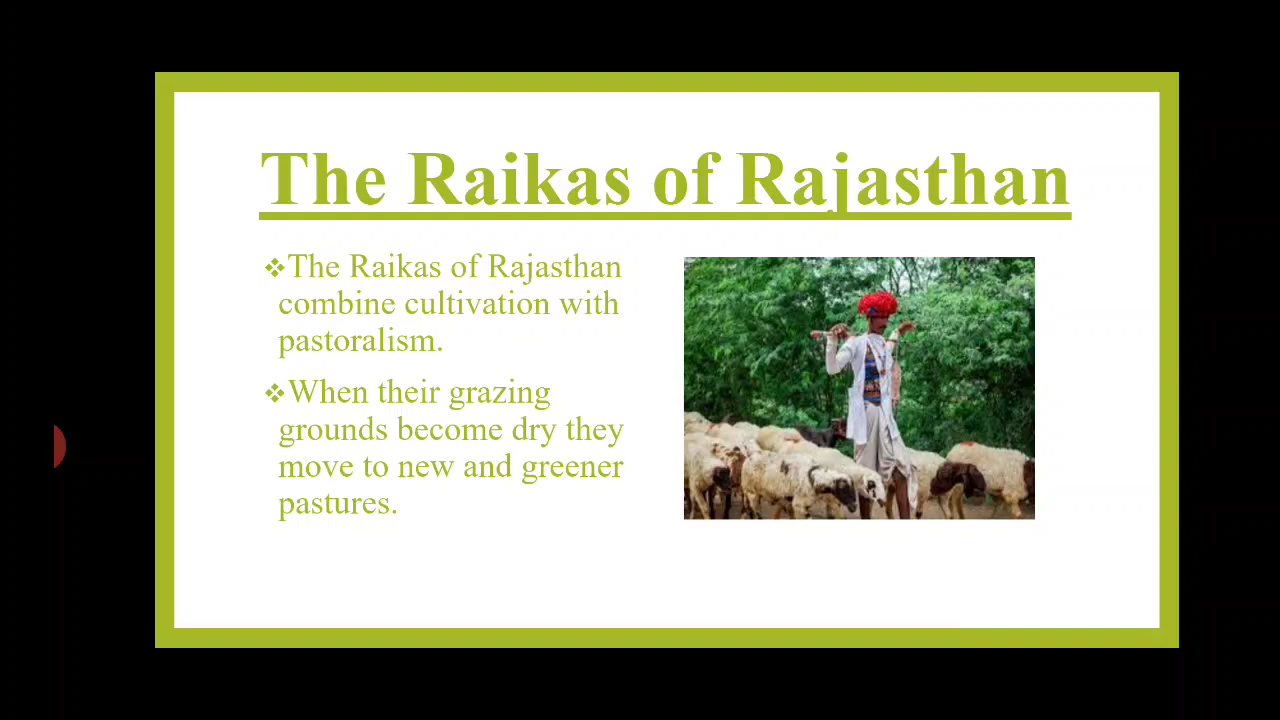 The Raikas of Rajasthan
❖The Raikas of Rajasthan
combine cultivation with
pastoralism.
❖When their grazing
grounds become dry they
move to new and greener
pastures.